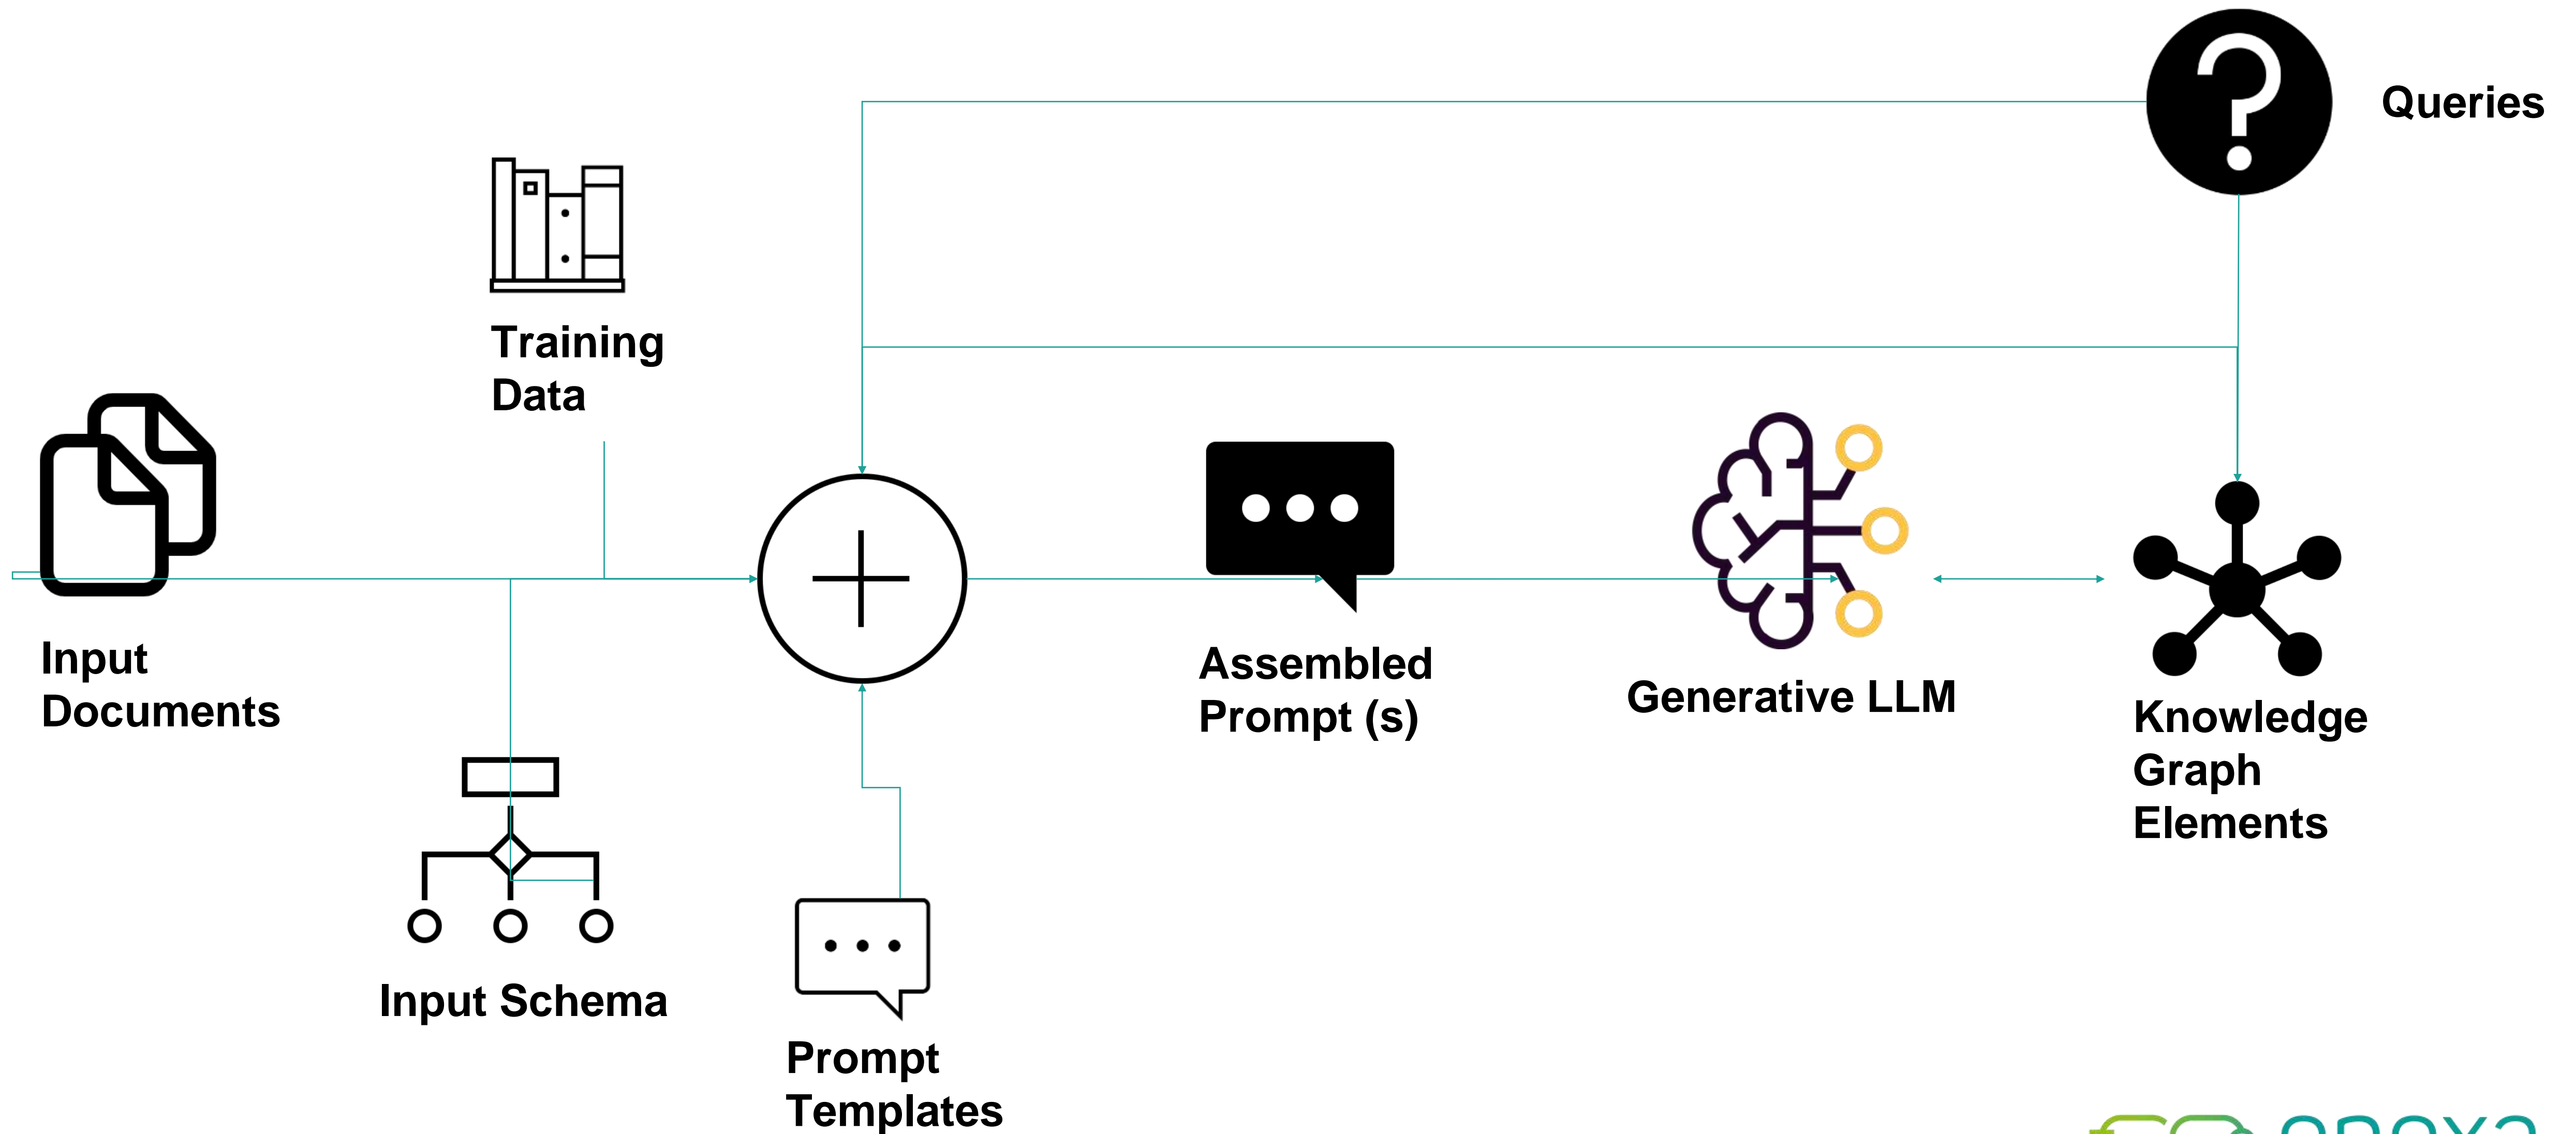 Queries
Training
Data
Input
Documents
Assembled
Prompt (s)
Generative LLM
Knowledge
Graph
Elements
Input Schema
Prompt
Templates